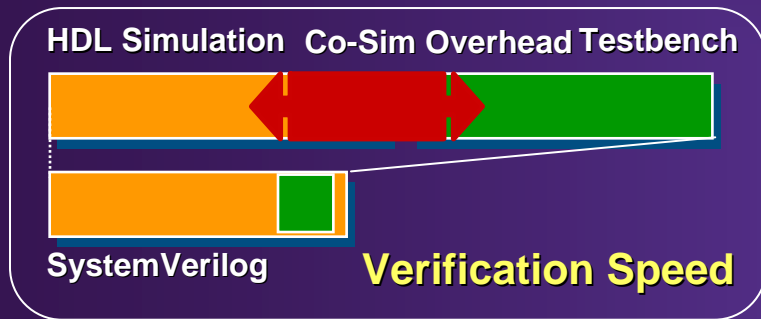 HDL Simulation Co-Sim Overhead Testbench
SystemVerilog
Verification Speed